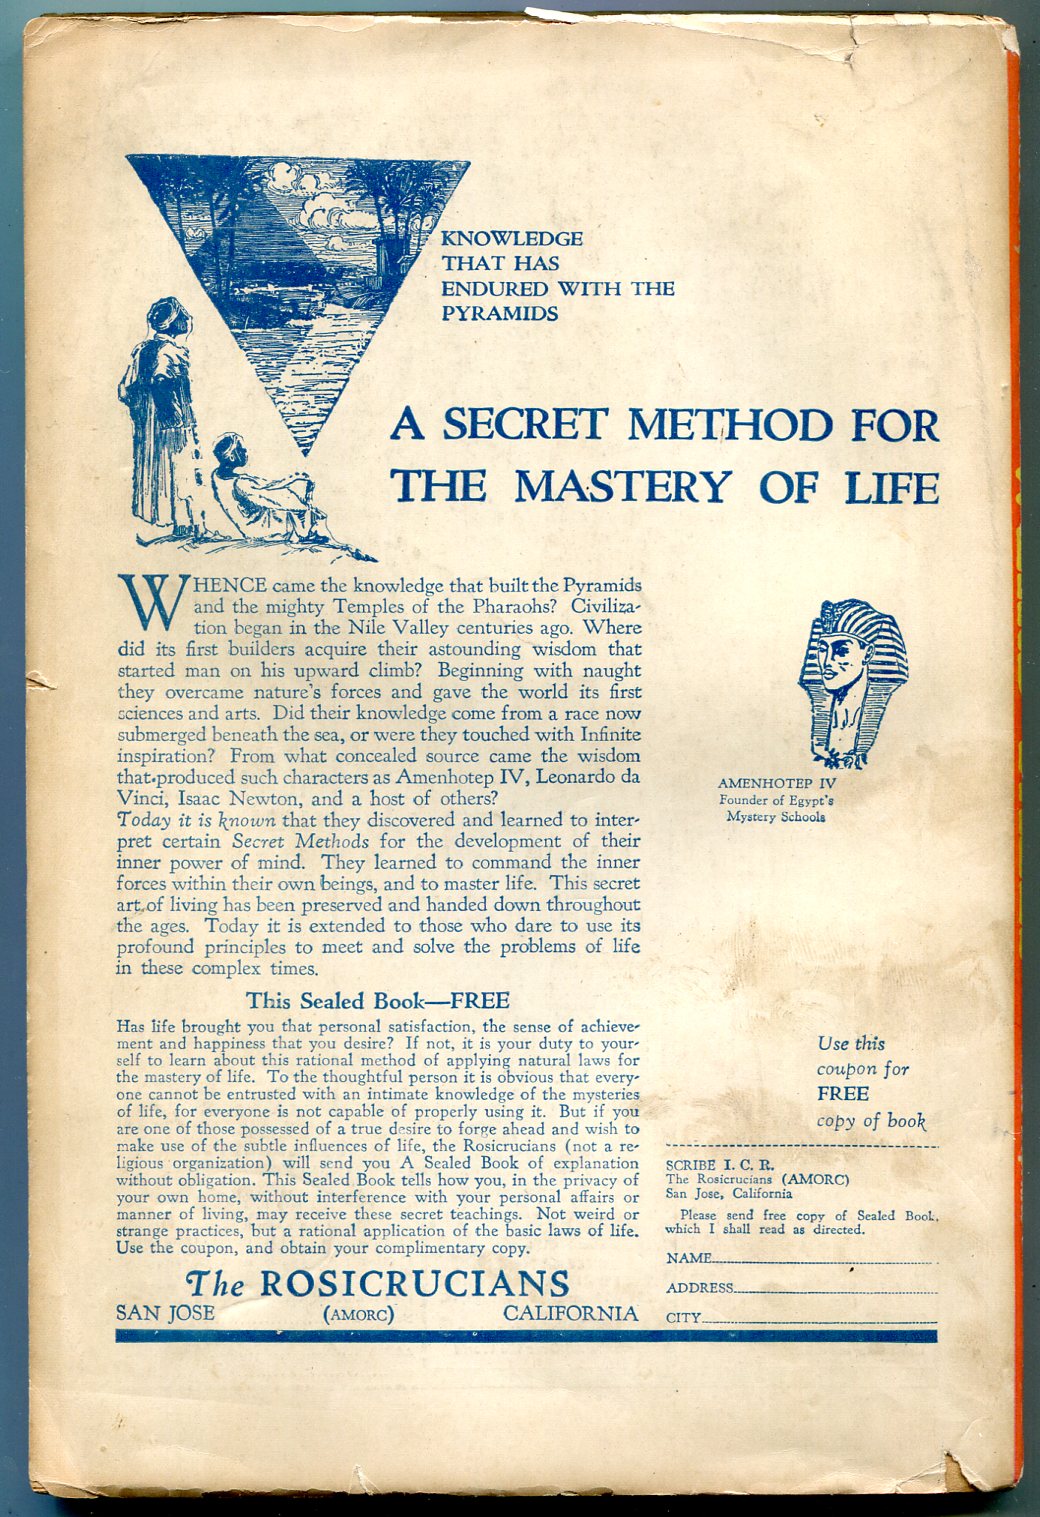 KNOWLEDGE
THAT HAS
ENDURED WITH THE
PYRAMIDS
A SECRET METHOD FOR
THE MASTERY OF LIFE
WHENCE came the knowledge that built the Pyramids
and the mighty Temples of the Pharaohs? Civiliza-
tion began in the Nile Valley centuries ago. Where
did its first builders acquire their astounding wisdom that
started man on his upward climb? Beginning with naught
they overcame nature's forces and gave the world its first
sciences and arts. Did their knowledge come from a race now
submerged beneath the sea, or were they touched with Infinite
inspiration? From what concealed source came the wisdom
that produced such characters as Amenhotep IV, Leonardo da
Vinci, Isaac Newton, and a host of others?
Today it is known that they discovered and learned to inter-
pret certain Secret Methods for the development of their
inner power of mind. They learned to command the inner
forces within their own beings, and to master life. This secret
art of living has been preserved and handed down throughout
the ages. Today it is extended to those who dare to use its
profound principles to meet and solve the problems of life
in these complex times.
This Sealed Book—FREE
Has life brought you that personal satisfaction, the sense of achieve-
ment and happiness that you desire? If not, it is your duty to your-
self to learn about this rational method of applying natural laws for
the mastery of life. To the thoughtful person it is obvious that every-
one cannot be entrusted with an intimate knowledge of the mysteries
of life, for everyone is not capable of properly using it. But if you
are one of those possessed of a true desire to forge ahead and wish to
make use of the subtle influences of life, the Rosicrucians (not a re-
ligious organization) will send you A Sealed Book of explanation
without obligation. This Sealed Book tells how you, in the privacy of
your own home, without interference with your personal affairs or
manner of living, may receive these secret teachings. Not weird or
strange practices, but a rational application of the basic laws of life.
Use the coupon, and obtain your complimentary copy.
The ROSICRUCIANS
SAN JOSE (AMORC) CALIFORNIA
AMENHOTEP IV
Founder of Egypt's
Mystery Schools
Use this
coupon for
FREE
copy of book
SCRIBE I. C. R.
The Rosicrucians (AMORC)
San Jose, California
Please send free copy of Sealed Book,
which I shall read as directed.
NAME
ADDRESS
CITY